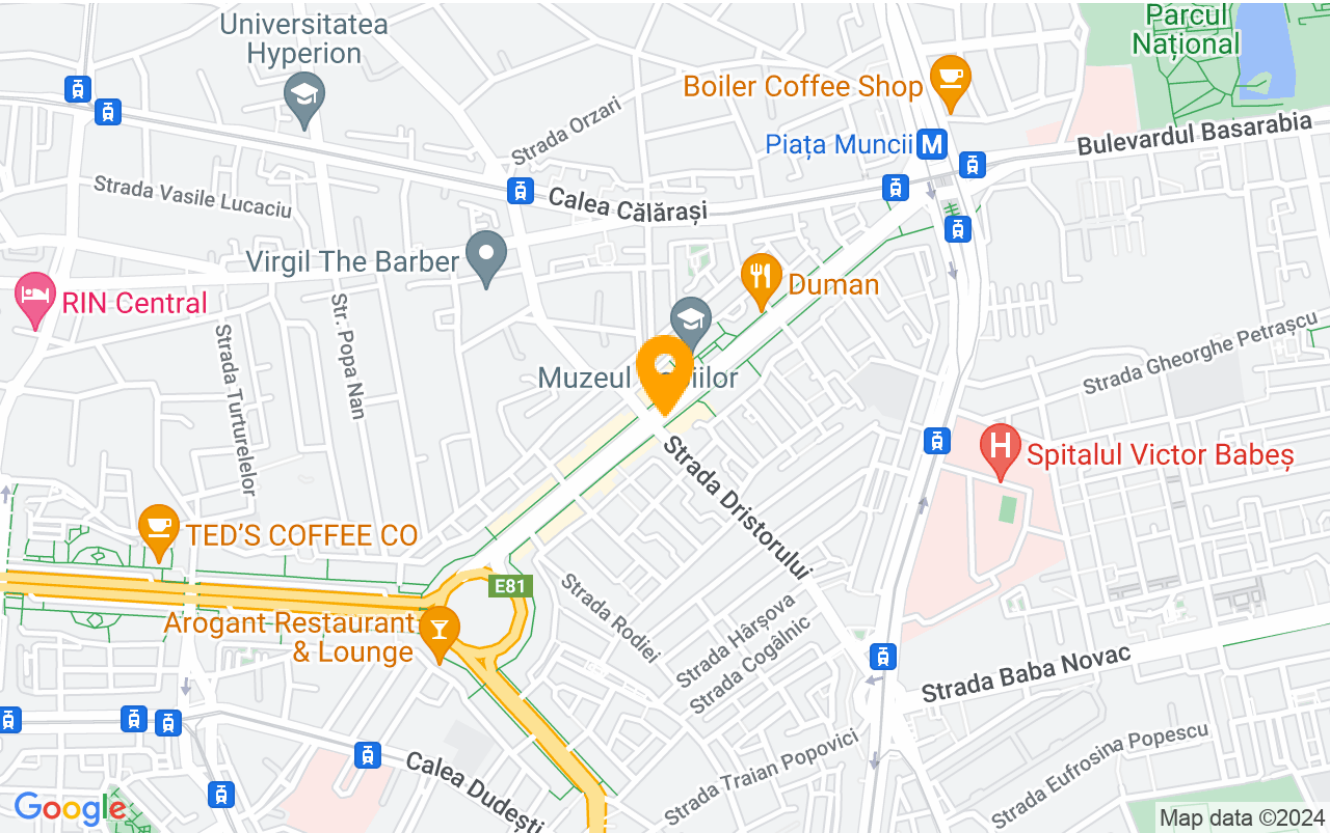 Universitatea
Hyperion
Parcul
Național
Boiler Coffee Shop
Strada Orzari
Piața Muncii M
Bulevardul Basarabia
Strada Vasile Lucaciu
Calea Călărași
Virgil The Barber
Duman
RIN Central
Str. Popa Nan
Strada Turturelelor
Strada Gheorghe Petrașcu
Muzeul
Strada Dristorului
H
Spitalul Victor Babeș
TED'S COFFEE CO
E81
Strada Rodiei
Strada Hârșova
Strada Cogâlnic
Arogant Restaurant
& Lounge
Strada Baba Novac
Strada Traian Popovici
Strada Eufrosina Popescu
Calea Dudești
Google
Map data ©2024